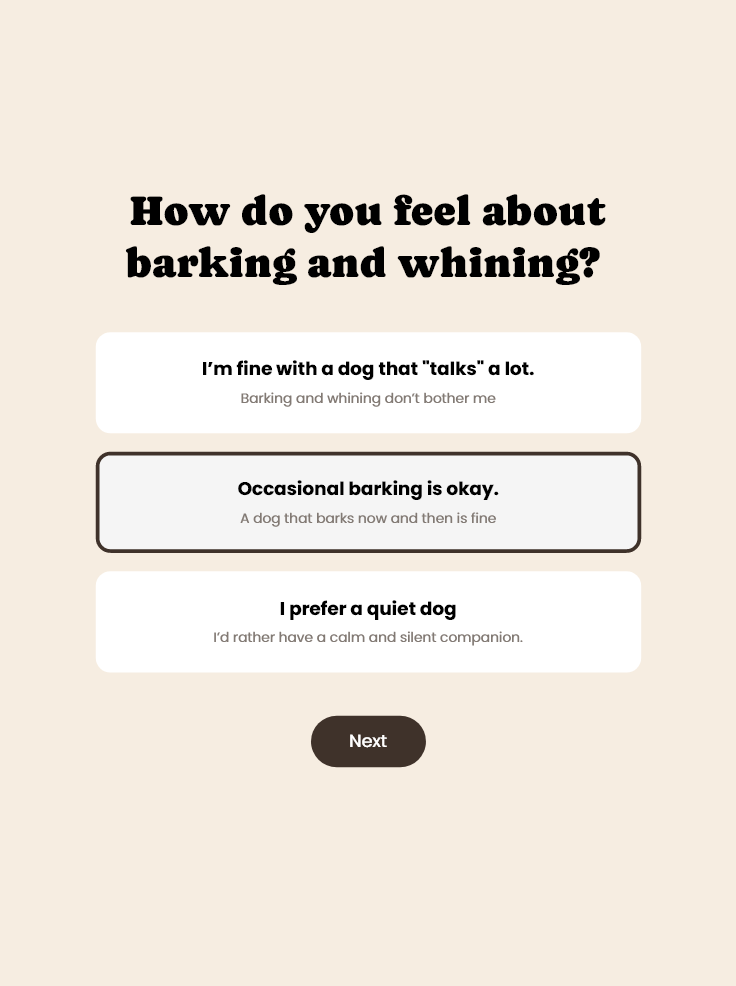 How do you feel about
barking and whining?
I’m fine with a dog that "talks" a lot.
Barking and whining don’t bother me
Occasional barking is okay.
A dog that barks now and then is fine
I prefer a quiet dog
I’d rather have a calm and silent companion.
Next